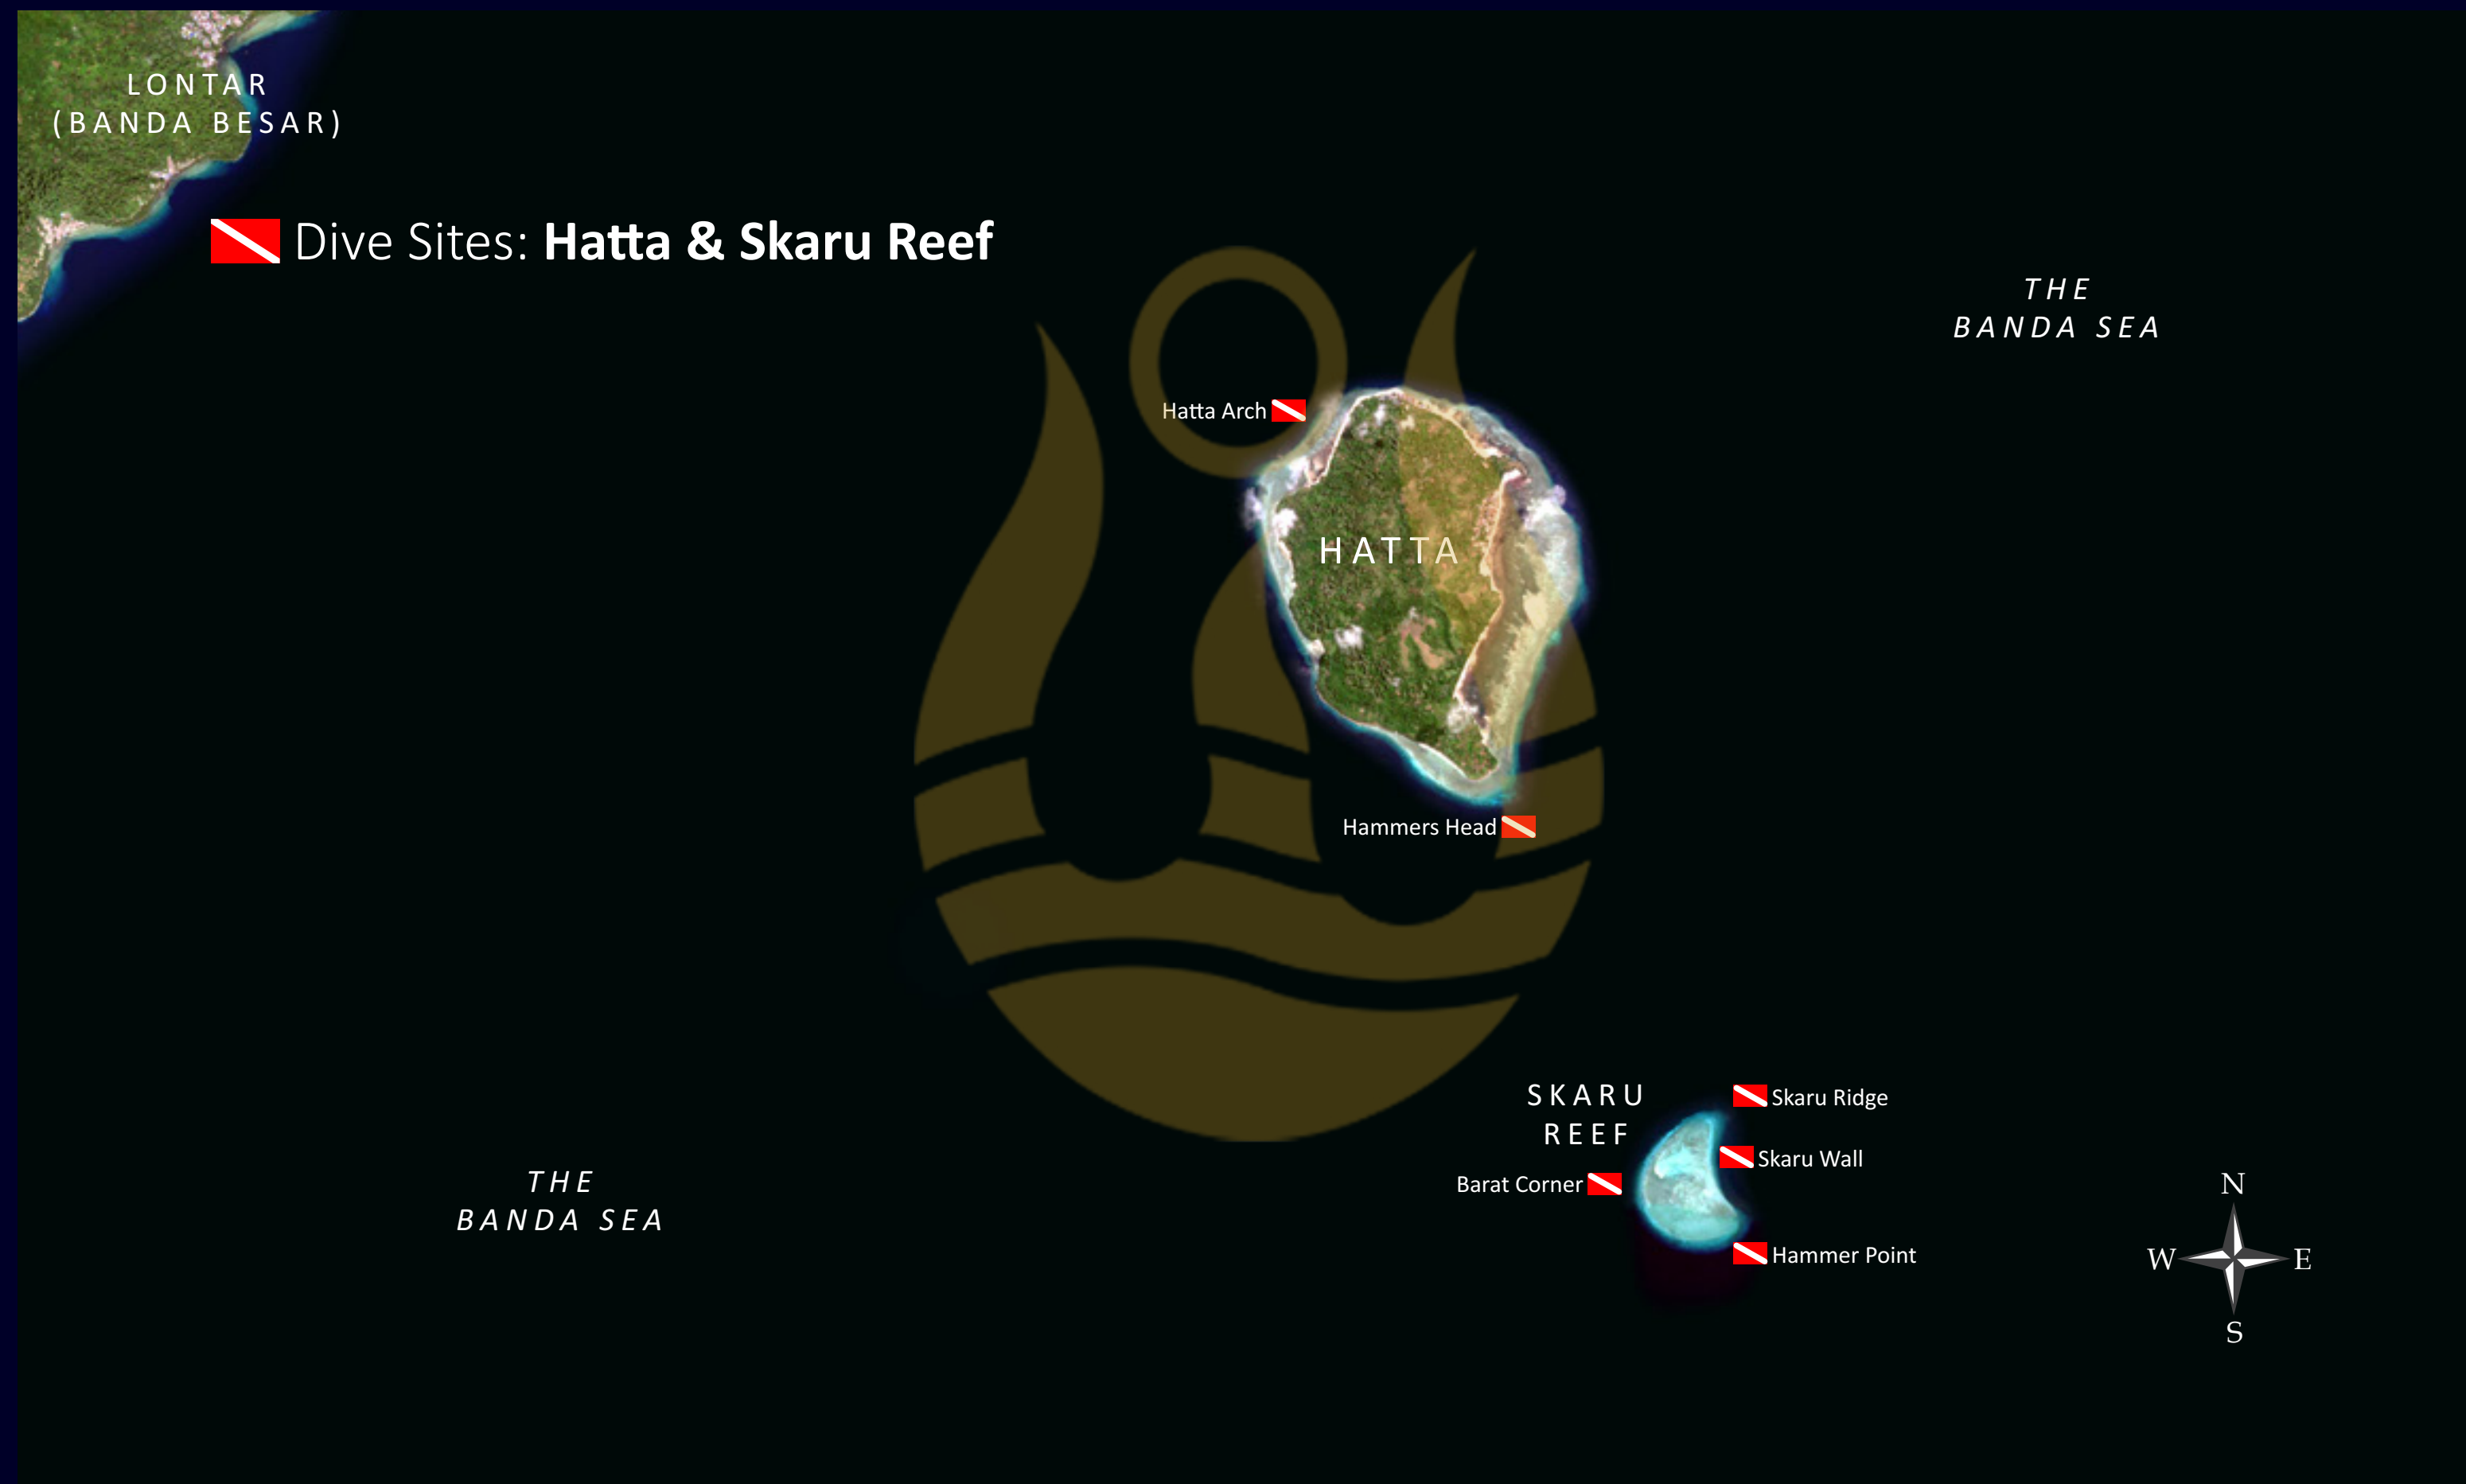 LONTAR
(BANDA BESAR)
Dive Sites: Hatta & Skaru Reef
THE
BANDA SEA
Hatta Arch
HATTA
Hammers Head
SKARU
REEF
Skaru Ridge
Skaru Wall
Barat Corner
Hammer Point
THE
BANDA SEA
N
W
E
S